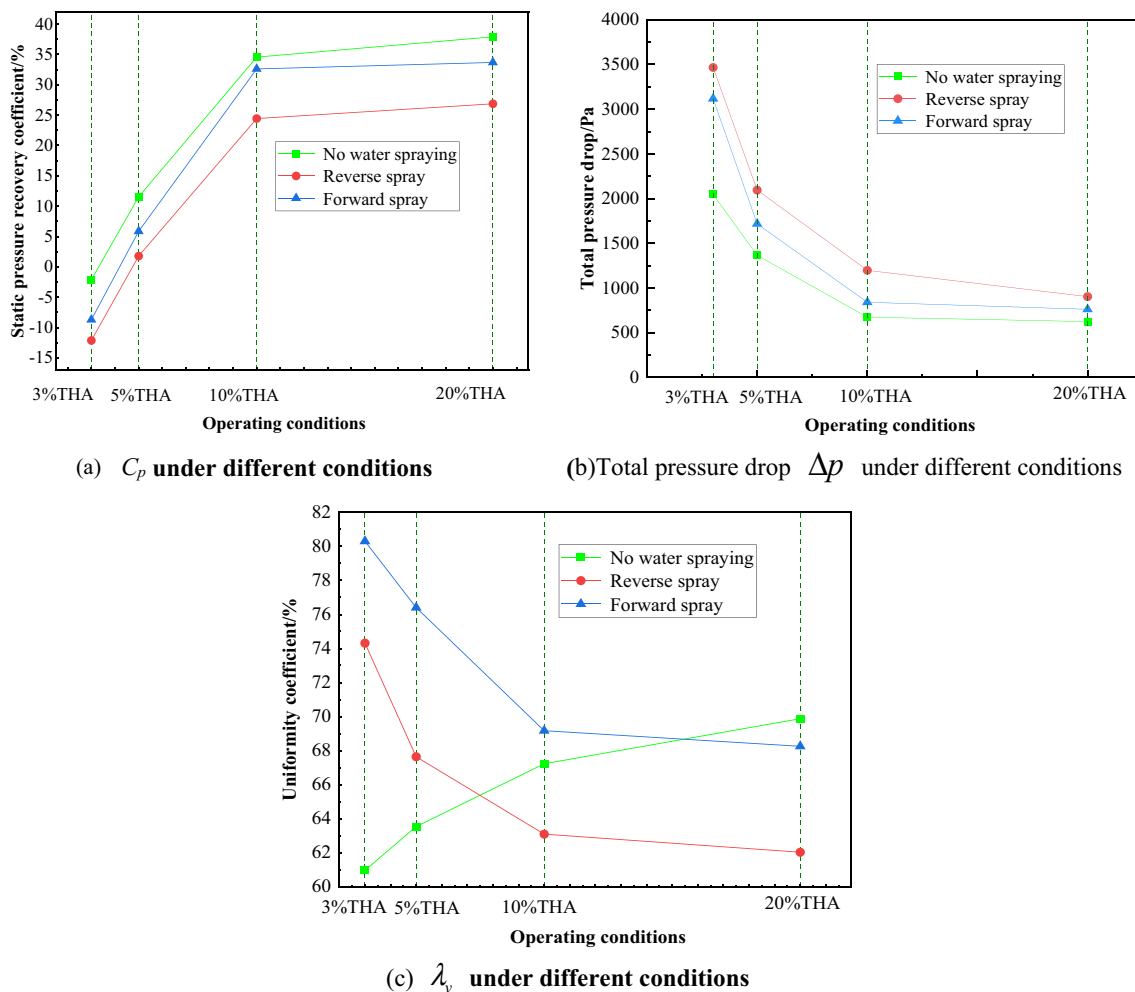 40
35
30
25
20
15
10
5
0
-5
-10
-15
Static pressure recovery coefficient/%
No water spraying
Reverse spray
Forward spray
3%THA 5%THA 10%THA 20%THA
Operating conditions
(a) Cp under different conditions
4000
3500
3000
2500
2000
1500
1000
500
0
Total pressure drop/Pa
No water spraying
Reverse spray
Forward spray
3%THA 5%THA 10%THA 20%THA
Operating conditions
(b)Total pressure drop Δp under different conditions
82
80
78
76
74
72
70
68
66
64
62
60
Uniformity coefficient/%
No water spraying
Reverse spray
Forward spray
3%THA 5%THA 10%THA 20%THA
Operating conditions
(c) λv under different conditions